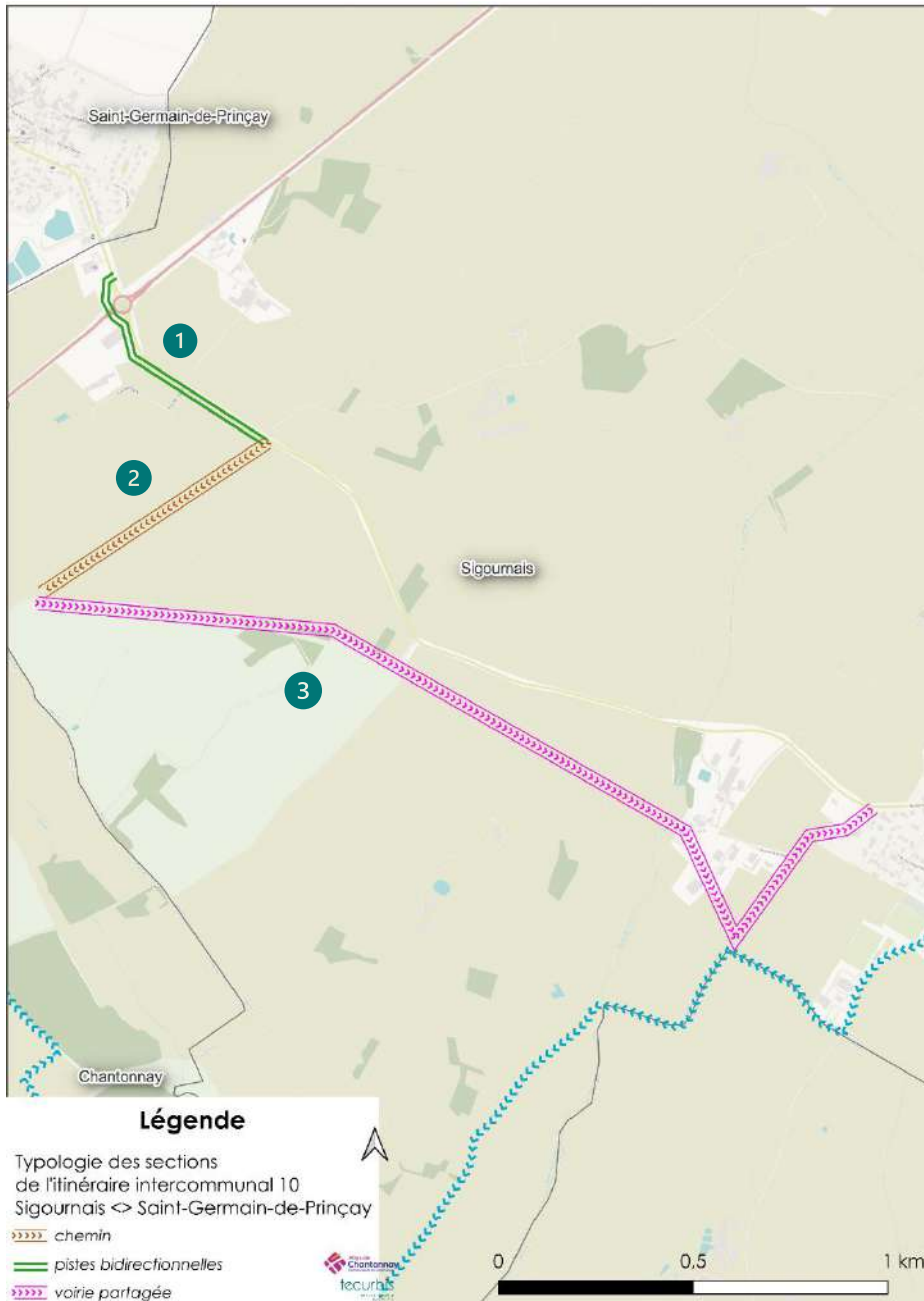 Saint-Germain-de-Prinçay
1
2
Sigournais
3
Chantonnay
Légende
Typologie des sections
de l'itinéraire intercommunal 10
Sigournais <> Saint-Germain-de-Prinçay
chemin
pistes bidirectionnelles
voirie partagée
Chantonnay
tecurbis
0 0,5 1 km